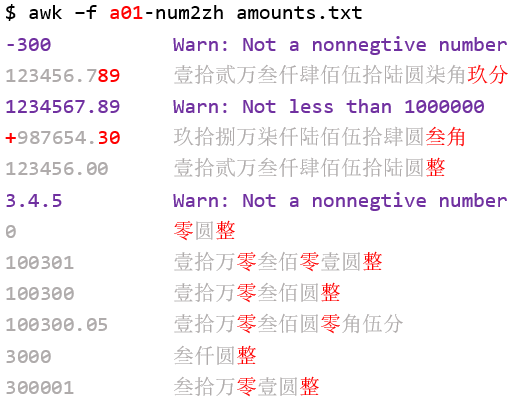 $ awk –f a01-num2zh amounts.txt
-300 Warn: Not a nonnegtive number
123456.789 壹拾贰万叁仟肆佰伍拾陆圆柒角玖分
1234567.89 Warn: Not less than 1000000
+987654.30 玖拾捌万柒仟陆佰伍拾肆圆叁角
123456.00 壹拾贰万叁仟肆佰伍拾陆圆整
3.4.5 Warn: Not a nonnegtive number
0 零圆整
100301 壹拾万零叁佰零壹圆整
100300 壹拾万零叁佰圆整
100300.05 壹拾万零叁佰圆零角伍分
3000 叁仟圆整
300001 叁拾万零壹圆整